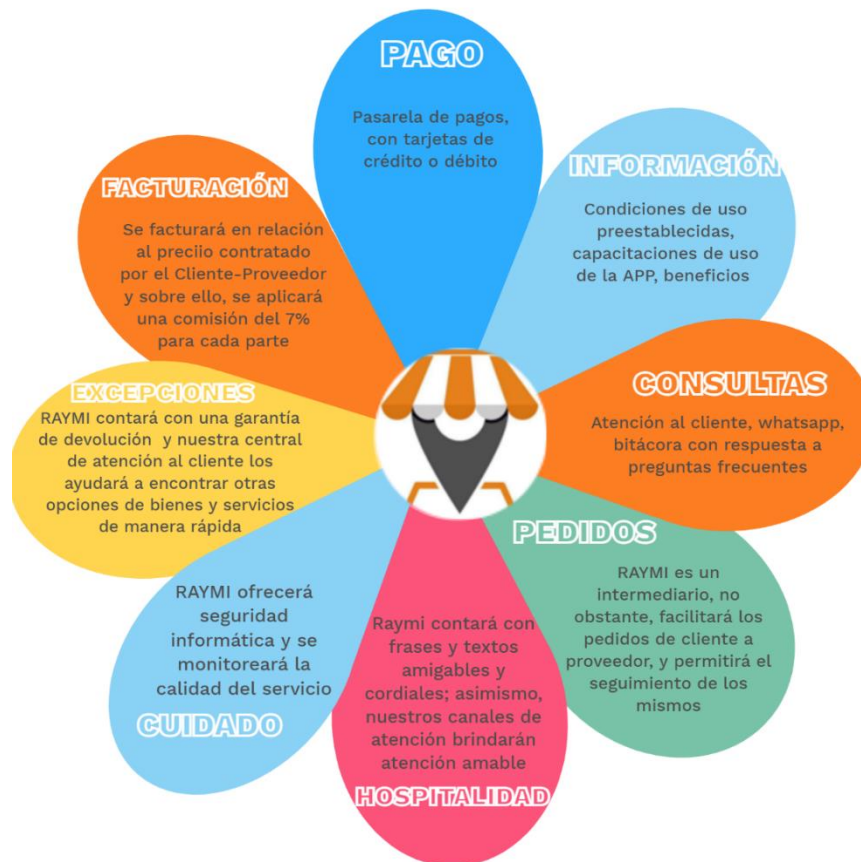 PAGO
Pasarela de pagos,
con tarjetas de
crédito o débito
INFORMACIÓN
Condiciones de uso
preestablecidas,
capacitaciones de uso
de la APP, beneficios
CONSULTAS
Atención al cliente, whatsapp,
bitácora con respuesta a
preguntas frecuentes
PEDIDOS
RAYMI es un
intermediario, no
obstante, facilitará los
pedidos de cliente a
proveedor, y permitirá el
seguimiento de los
mismos
Raymi contará con
frases y textos
amigables y
cordiales; asimismo,
nuestros canales de
atención brindarán
atención amable
HOSPITALIDAD
RAYMI ofrecerá
seguridad
informática y se
monitoreará la
calidad del servicio
CUIDADO
EXCEPCIONES
RAYMI contará con una garantía
de devolución y nuestra central
de atención al cliente los
ayudará a encontrar otras
opciones de bienes y servicios
de manera rápida
FACTURACIÓN
Se facturará en relación
al preciio contratado
por el Cliente-Proveedor
y sobre ello, se aplicará
una comisión del 7%
para cada parte